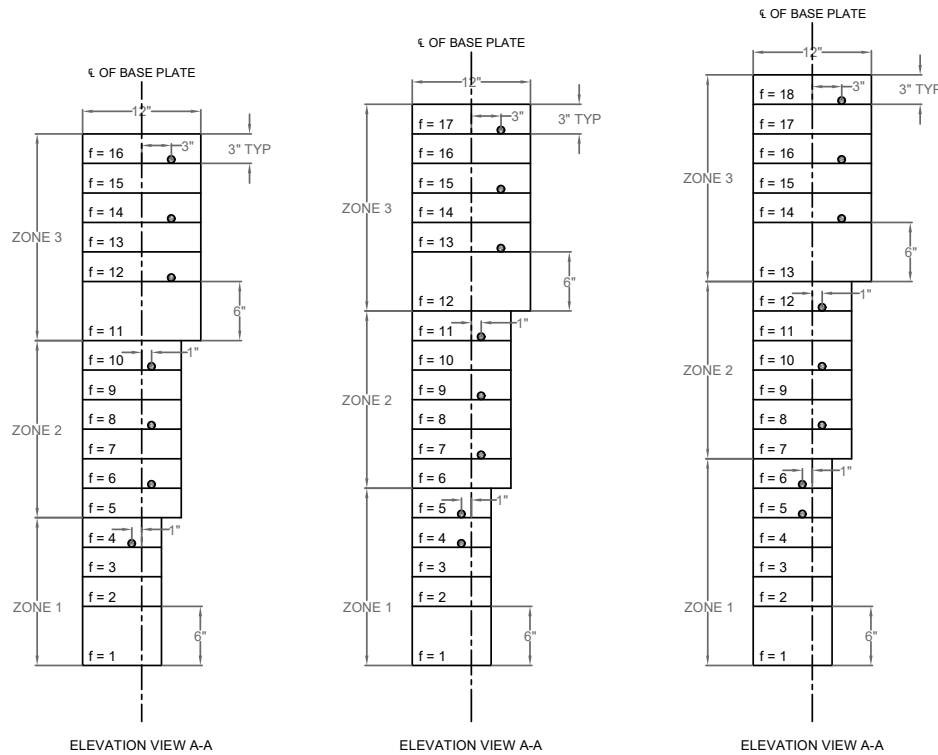 ℄ OF BASE PLATE
12"
3"
3" TYP
f = 16
f = 15
f = 14
f = 13
f = 12
f = 11
6"
ZONE 3
f = 10
1"
f = 9
f = 8
f = 7
f = 6
f = 5
ZONE 2
f = 4
1"
f = 3
f = 2
f = 1
6"
ZONE 1
ELEVATION VIEW A-A
℄ OF BASE PLATE
12"
3"
3" TYP
f = 17
f = 16
f = 15
f = 14
f = 13
f = 12
6"
ZONE 3
f = 11
1"
f = 10
f = 9
f = 8
f = 7
f = 6
ZONE 2
f = 5
1"
f = 4
f = 3
f = 2
f = 1
6"
ZONE 1
ELEVATION VIEW A-A
℄ OF BASE PLATE
12"
3"
3" TYP
f = 18
f = 17
f = 16
f = 15
f = 14
f = 13
6"
ZONE 3
f = 12
1"
f = 11
f = 10
f = 9
f = 8
f = 7
ZONE 2
f = 6
1"
f = 5
f = 4
f = 3
f = 2
f = 1
6"
ZONE 1
ELEVATION VIEW A-A